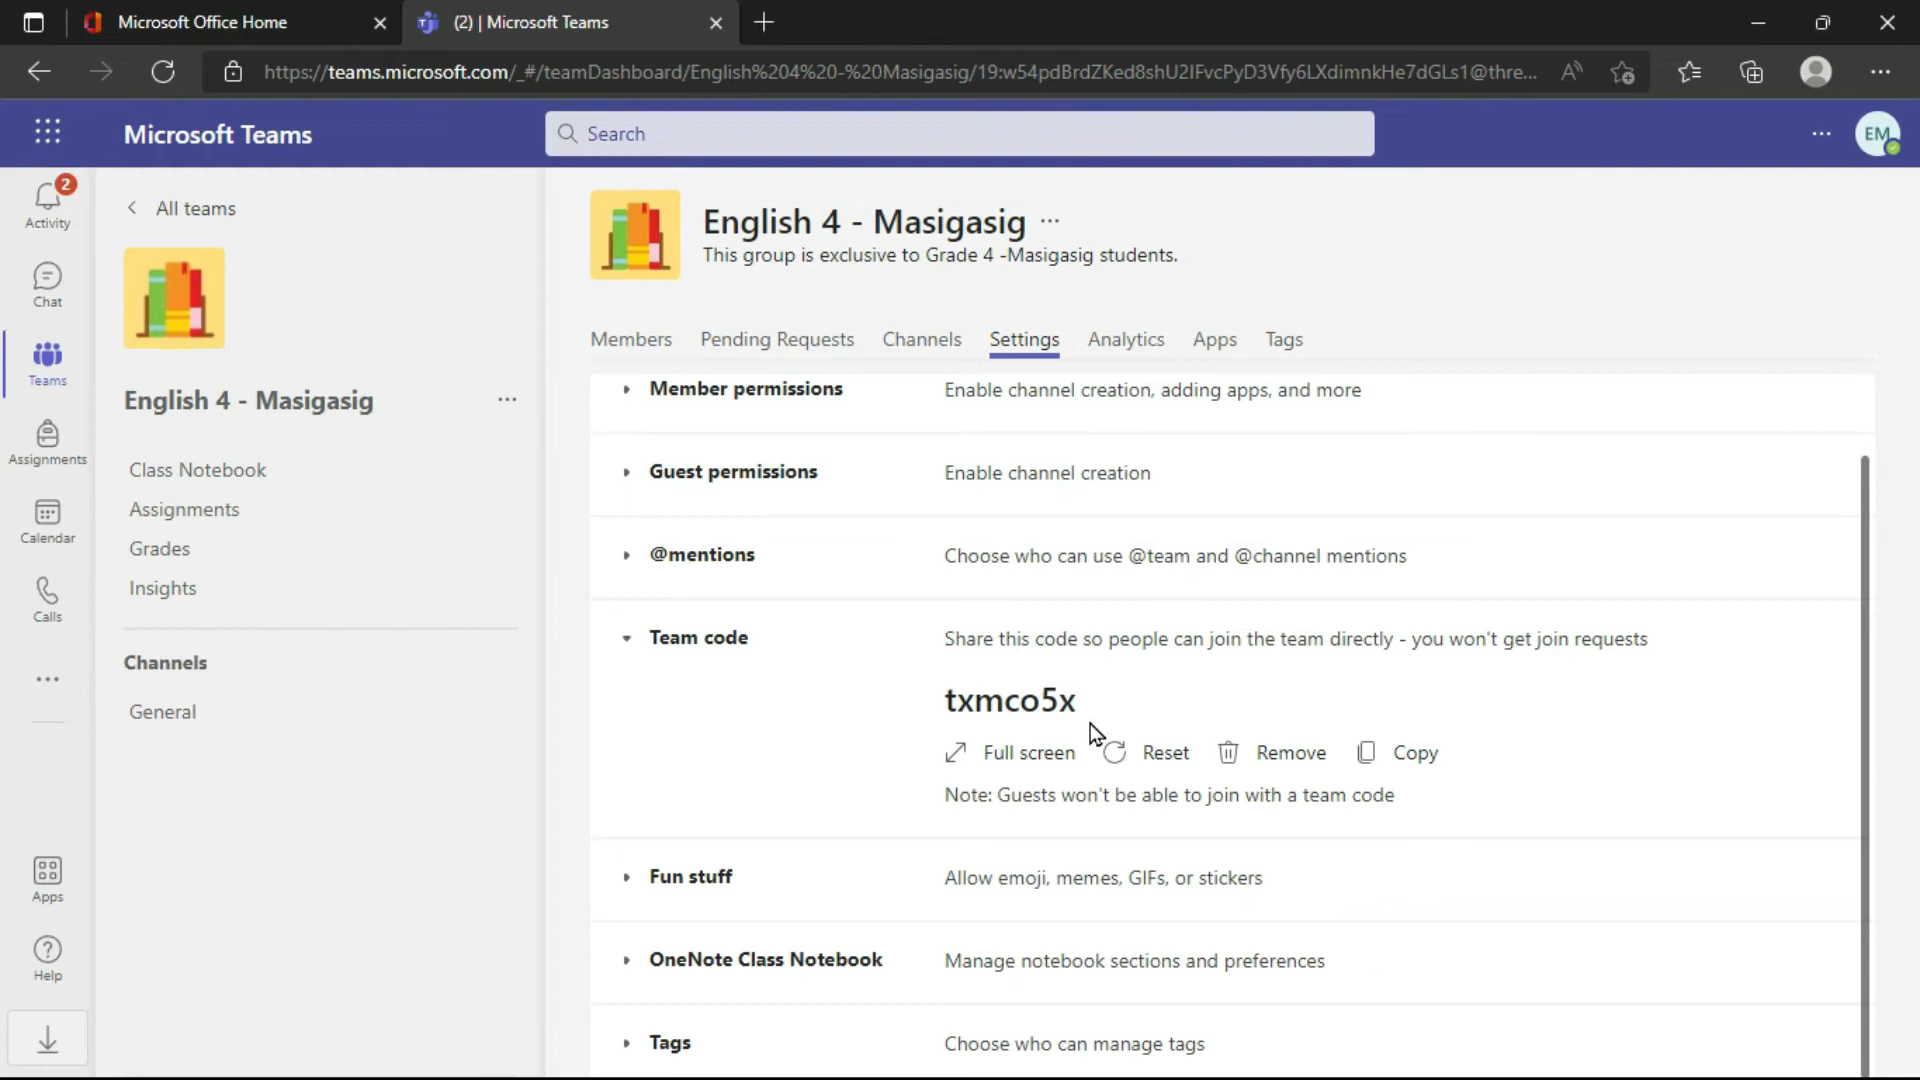 Microsoft Office Home
(2) | Microsoft Teams
https://teams.microsoft.com/_#/teamDashboard/English%204%20-%20Masigasig/19:w54pdBrdZKed8shU2IFvcPyD3Vfy6LXdimnkHe7dGLs1@thre...
Microsoft Teams
Search
EM
2
Activity
Chat
Teams
Assignments
Calendar
Calls
Apps
Help
All teams
English 4 - Masigasig
Class Notebook
Assignments
Grades
Insights
Channels
General
English 4 - Masigasig
This group is exclusive to Grade 4 -Masigasig students.
Members Pending Requests Channels Settings Analytics Apps Tags
Member permissions Enable channel creation, adding apps, and more
Guest permissions Enable channel creation
@mentions Choose who can use @team and @channel mentions
Team code Share this code so people can join the team directly - you won't get join requests
txmco5x
Full screen Reset Remove Copy
Note: Guests won't be able to join with a team code
Fun stuff Allow emoji, memes, GIFs, or stickers
OneNote Class Notebook Manage notebook sections and preferences
Tags Choose who can manage tags